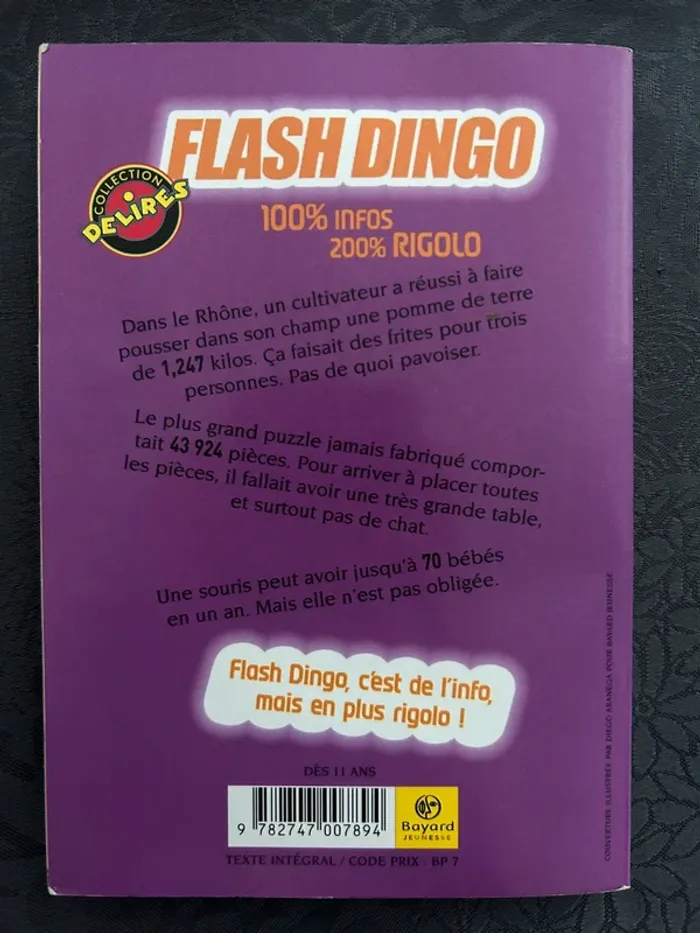 FLASH DINGO
COLLECTION
DELIRES
100% INFOS
200% RIGOLO
Dans le Rhône, un cultivateur a réussi à faire
pousser dans son champ une pomme de terre
de 1,247 kilos. Ça faisait des frites pour trois
personnes. Pas de quoi pavoiser.
Le plus grand puzzle jamais fabriqué compor-
tait 43 924 pièces. Pour arriver à placer toutes
les pièces, il fallait avoir une très grande table,
et surtout pas de chat.
Une souris peut avoir jusqu'à 70 bébés
en un an. Mais elle n'est pas obligée.
Flash Dingo, c'est de l'info,
mais en plus rigolo !
DÈS 11 ANS
9 782747 007894
Bayard
JEUNESSE
TEXTE INTÉGRAL / CODE PRIX : BP 7
COUVERTURE ILLUSTRÉE PAR DIEGO ARANEGA POUR BAYARD JEUNESSE